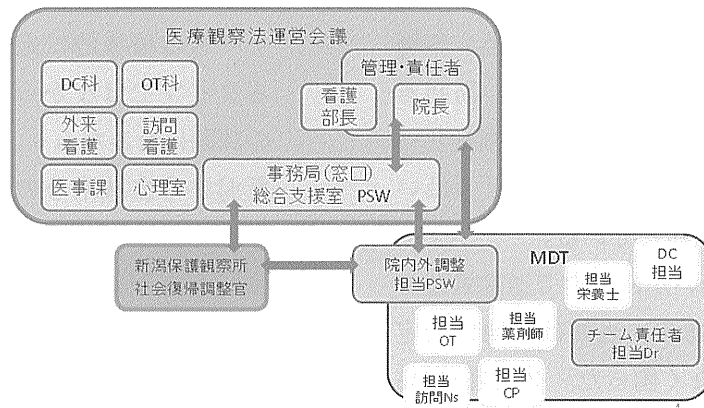 医療観察法運営会議
管理・責任者
DC科
OT科
看護
部長
院長
外来
看護
訪問
看護
医事課
心理室
事務局(窓口)
総合支援室 PSW
新潟保護観察所
社会復帰調整官
院内外調整
担当PSW
MDT
DC
担当
担当
栄養士
担当
OT
担当
薬剤師
チーム責任者
担当Dr
担当
訪問Ns
担当
CP